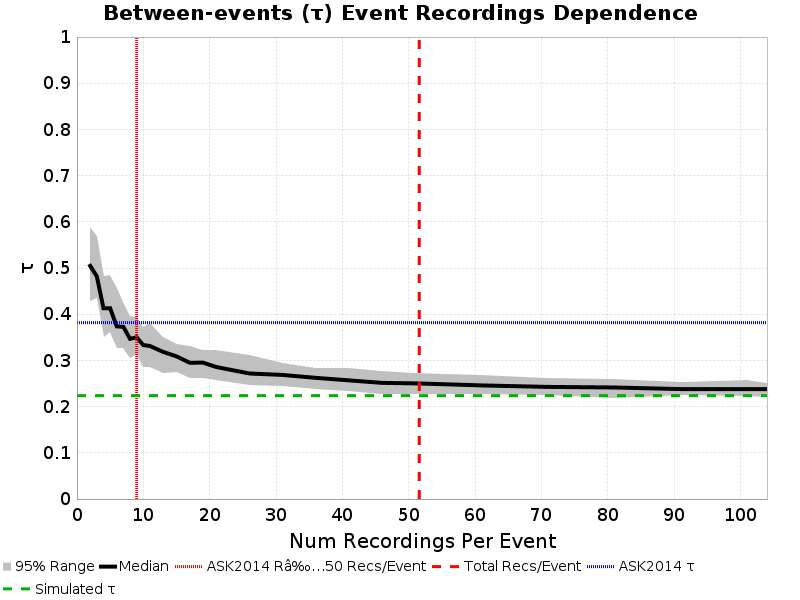 Between-events (τ) Event Recordings Dependence
1
0.9
0.8
0.7
0.6
0.5
0.4
0.3
0.2
0.1
0
τ
0 10 20 30 40 50 60 70 80 90 100
Num Recordings Per Event
95% Range Median ASK2014 Râ‰…50 Recs/Event Total Recs/Event ASK2014 τ
Simulated τ